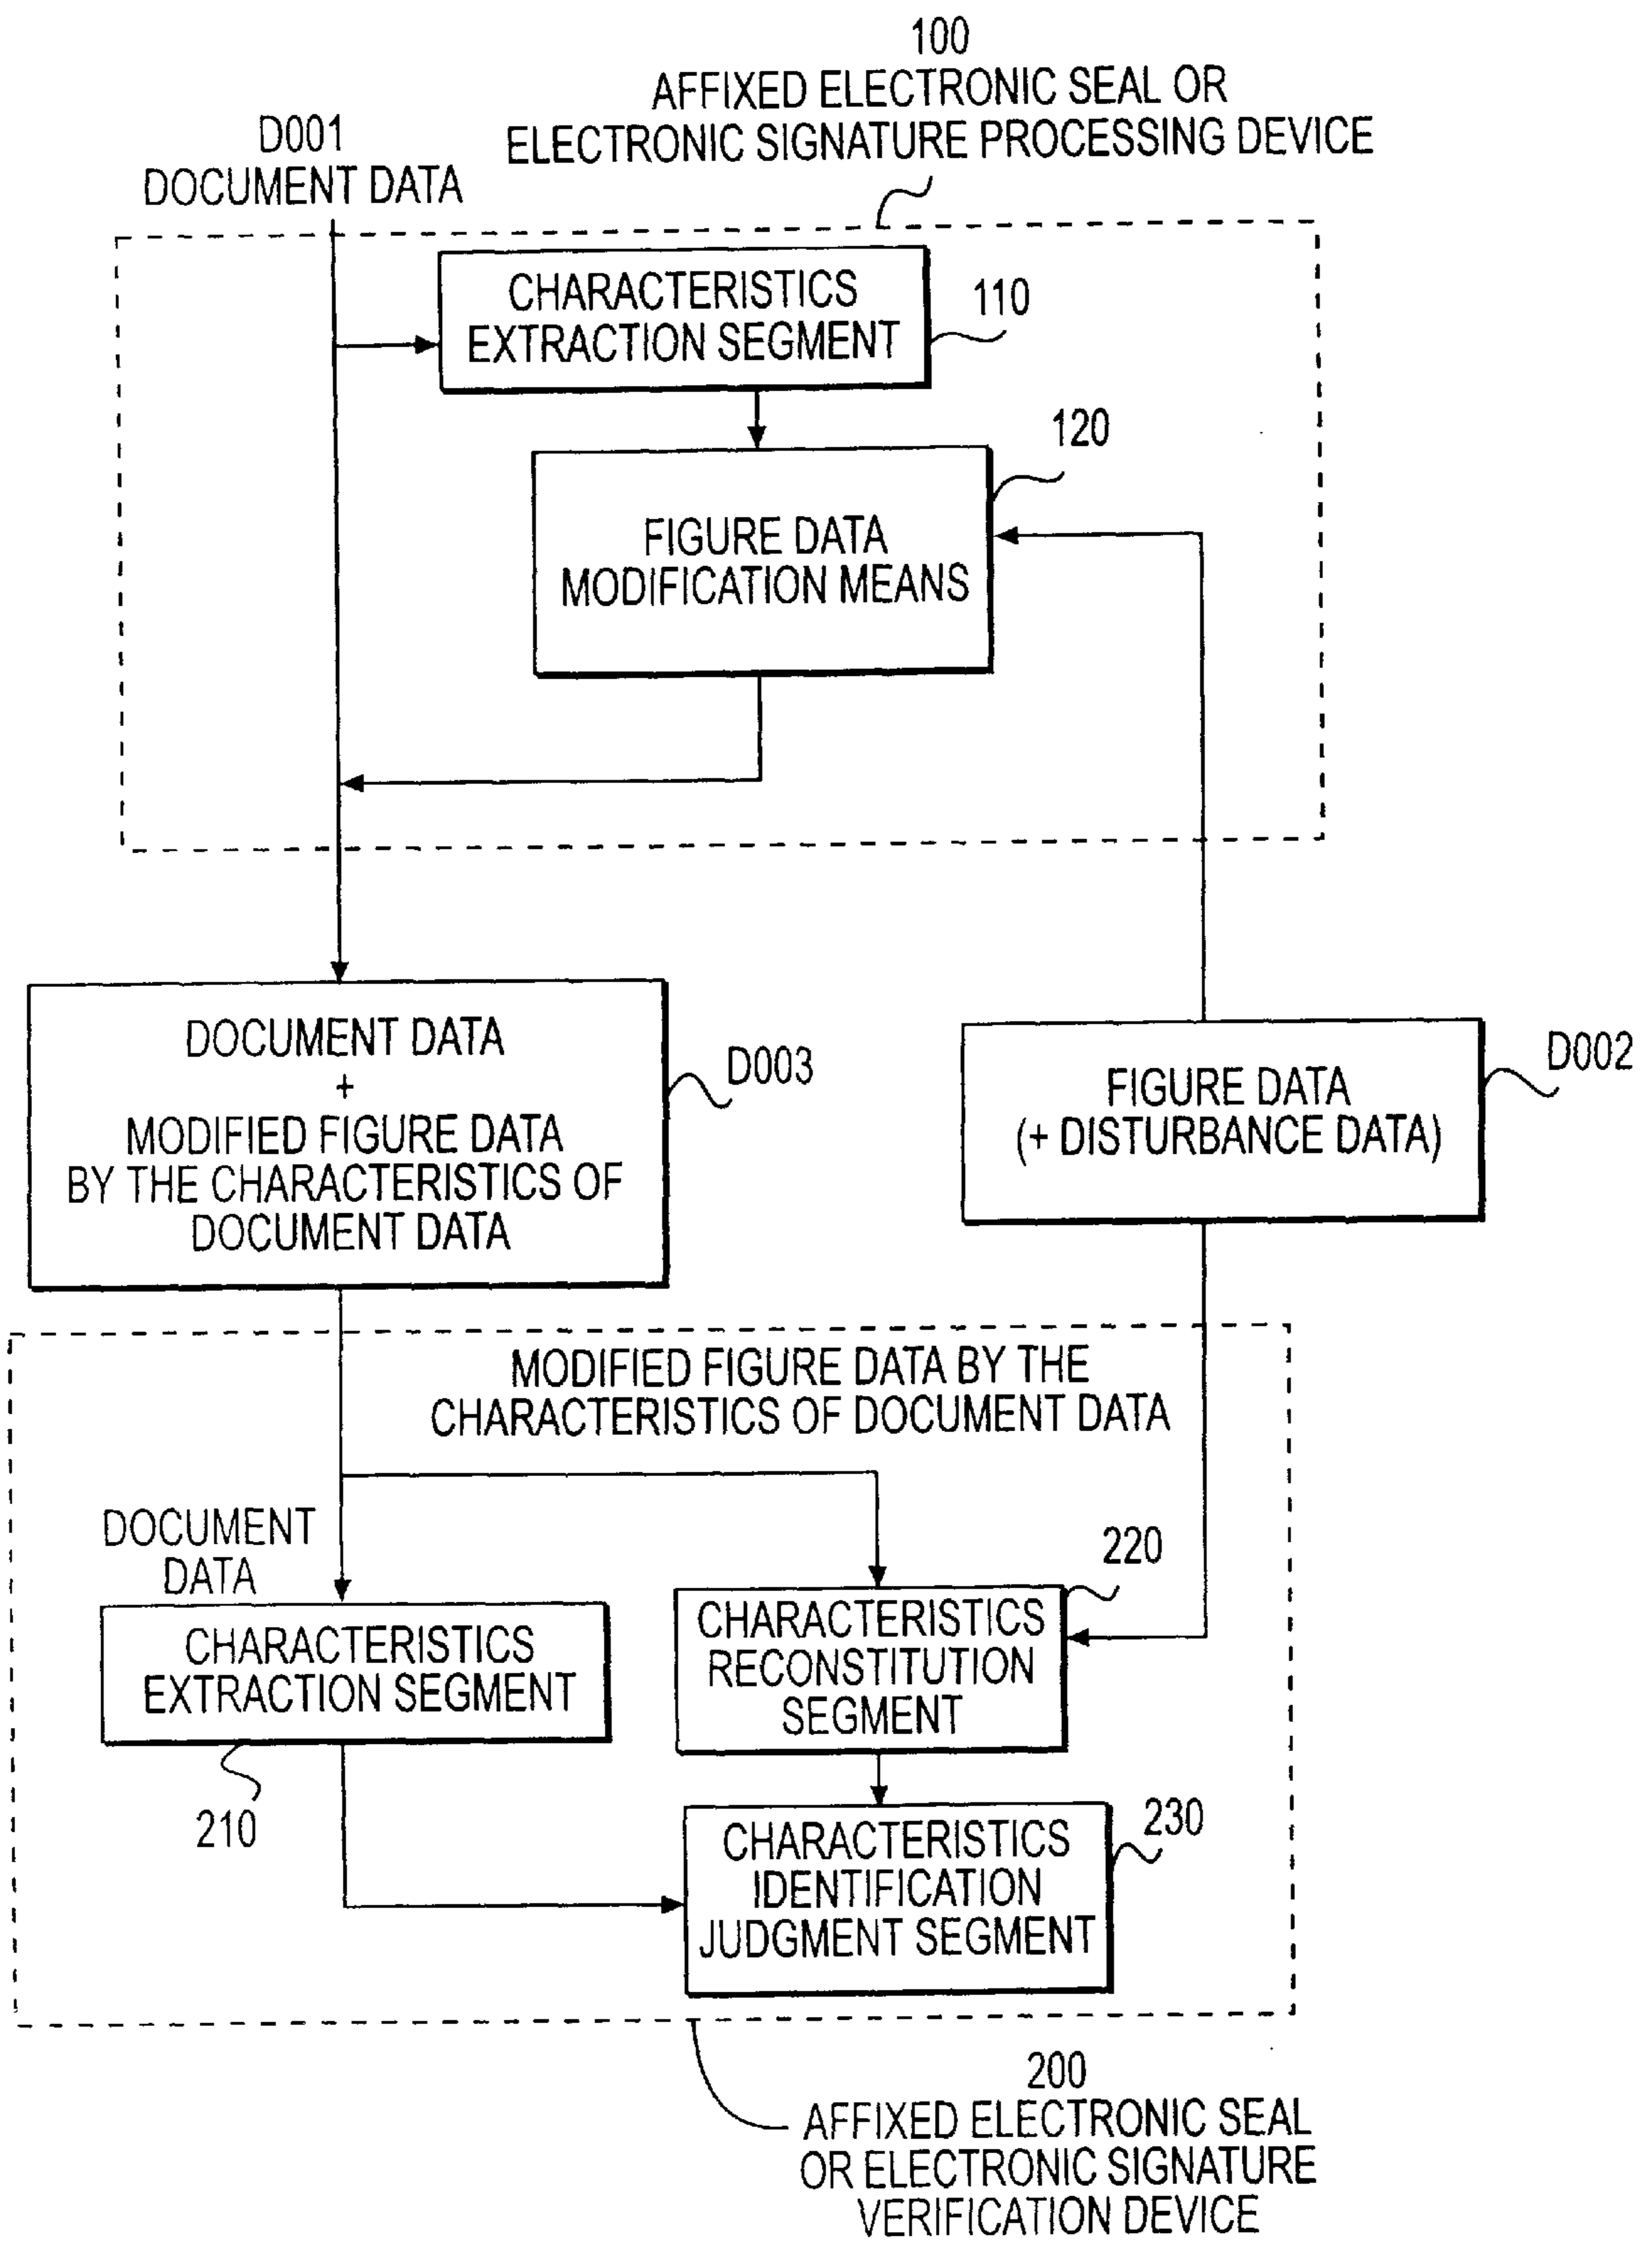 100
AFFIXED ELECTRONIC SEAL OR
ELECTRONIC SIGNATURE PROCESSING DEVICE
D001
DOCUMENT DATA
CHARACTERISTICS
EXTRACTION SEGMENT
110
120
FIGURE DATA
MODIFICATION MEANS
DOCUMENT DATA
+
MODIFIED FIGURE DATA
BY THE CHARACTERISTICS OF
DOCUMENT DATA
D003
FIGURE DATA
(+ DISTURBANCE DATA)
D002
MODIFIED FIGURE DATA BY THE
CHARACTERISTICS OF DOCUMENT DATA
DOCUMENT
DATA
220
CHARACTERISTICS
EXTRACTION SEGMENT
210
CHARACTERISTICS
RECONSTITUTION
SEGMENT
CHARACTERISTICS
IDENTIFICATION
JUDGMENT SEGMENT
230
200
AFFIXED ELECTRONIC SEAL
OR ELECTRONIC SIGNATURE
VERIFICATION DEVICE